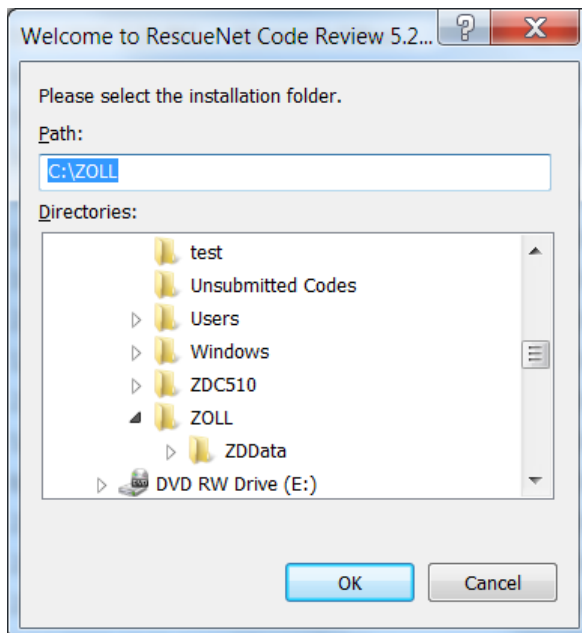 Welcome to RescueNet Code Review 5.2...
Please select the installation folder.
Path:
C:\ZOLL
Directories:
test
Unsubmitted Codes
Users
Windows
ZDC510
ZOLL
ZDData
DVD RW Drive (E:)
OK Cancel